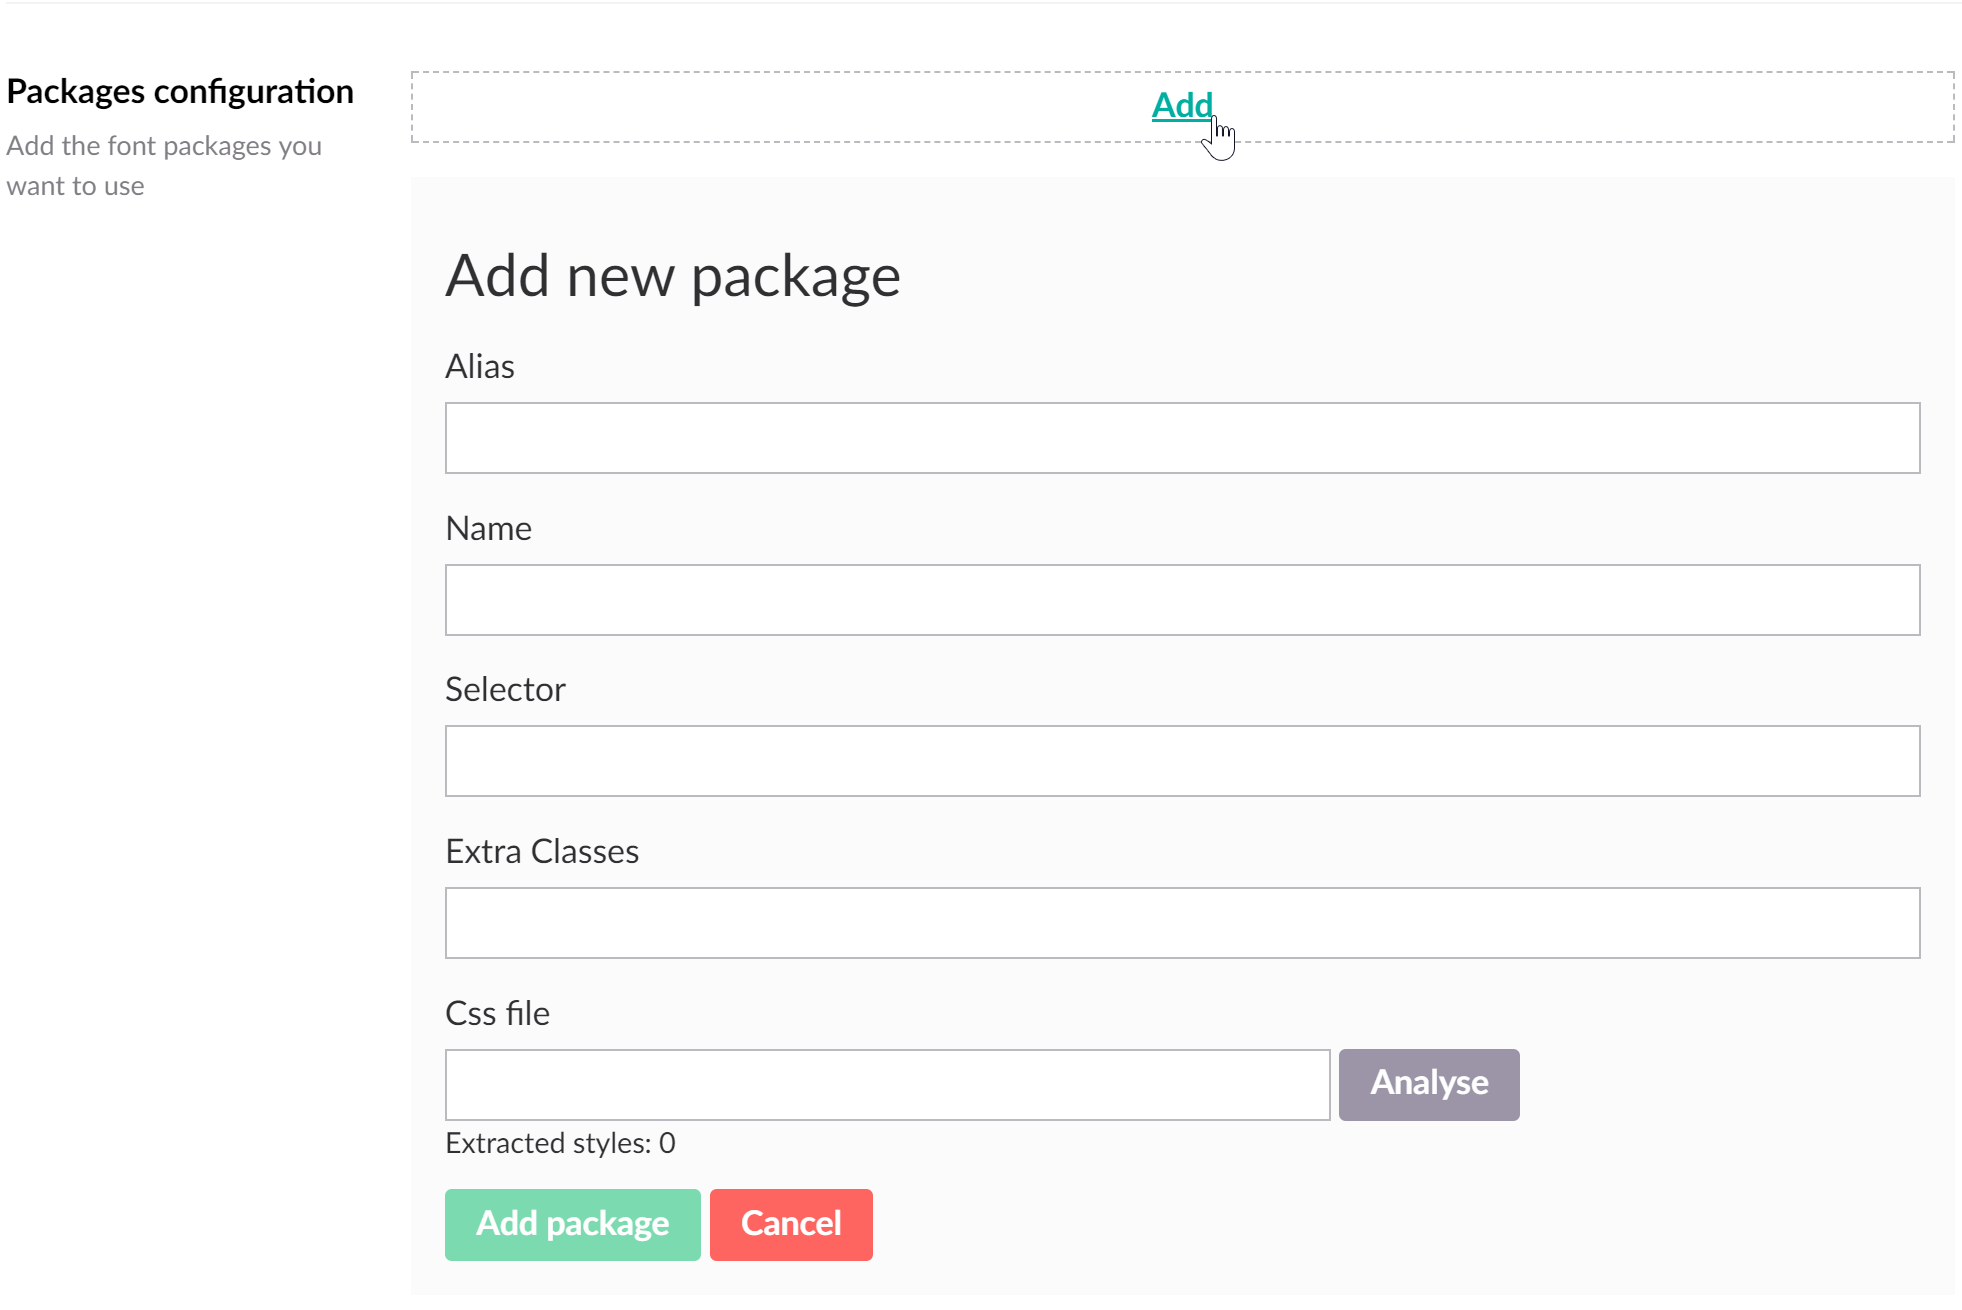 Packages configuration
Add the font packages you
want to use
Add
Add new package
Alias
Name
Selector
Extra Classes
Css file
Analyse
Extracted styles: 0
Add package
Cancel